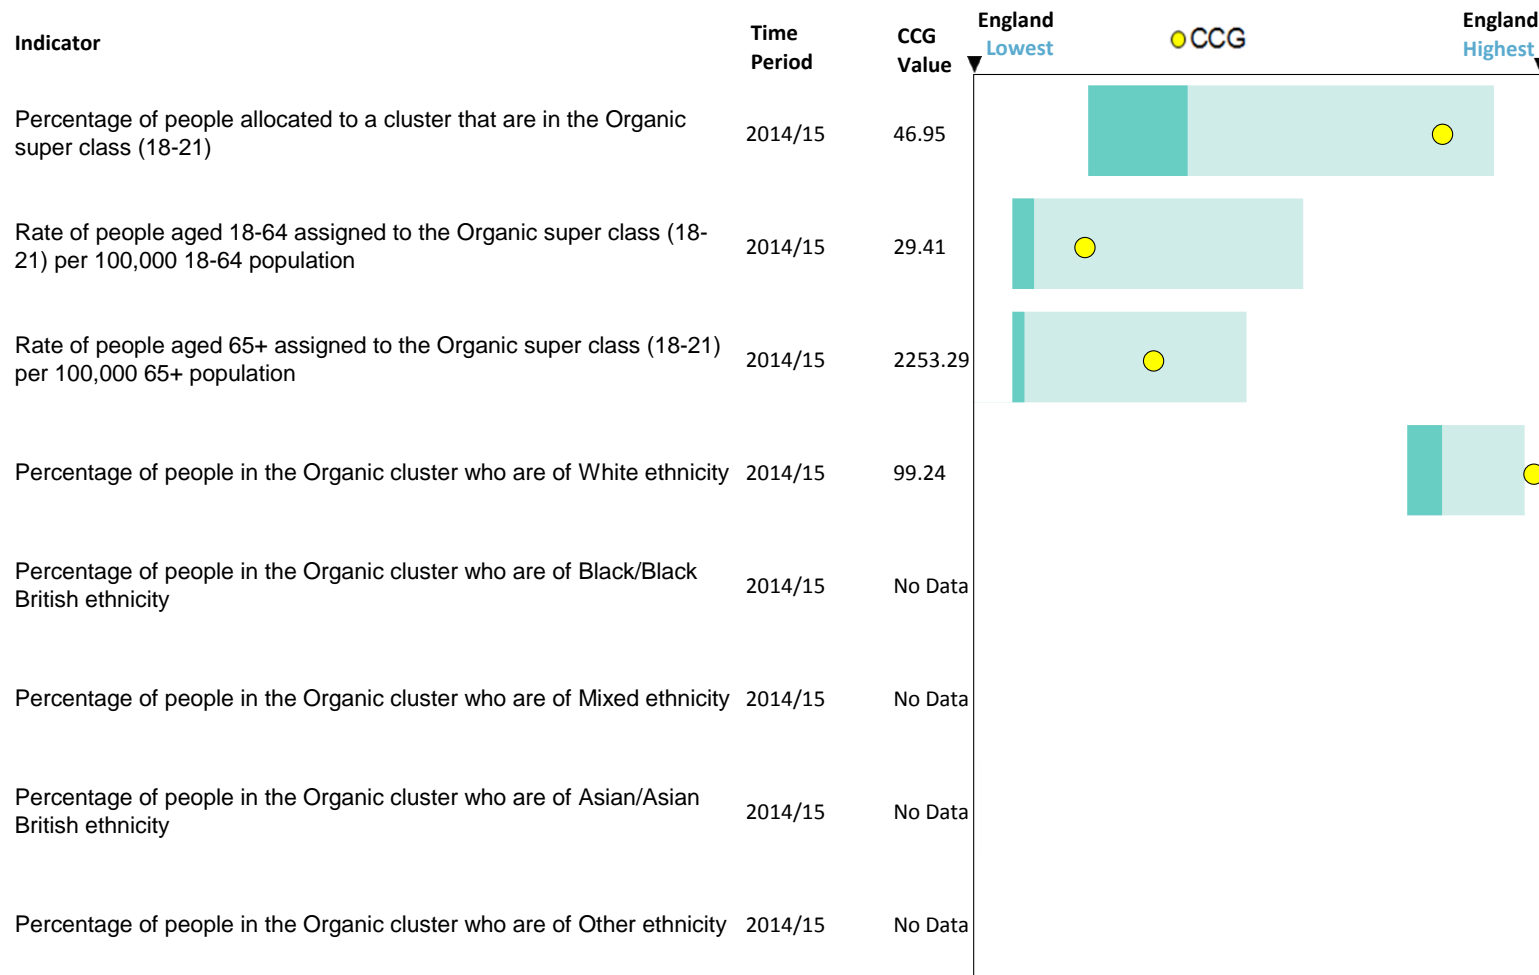 Indicator
Time
Period
CCG
Value
England
Lowest
CCG
England
Highest
Percentage of people allocated to a cluster that are in the Organic
super class (18-21)
2014/15
46.95
Rate of people aged 18-64 assigned to the Organic super class (18-
21) per 100,000 18-64 population
2014/15
29.41
Rate of people aged 65+ assigned to the Organic super class (18-21)
per 100,000 65+ population
2014/15
2253.29
Percentage of people in the Organic cluster who are of White ethnicity
2014/15
99.24
Percentage of people in the Organic cluster who are of Black/Black
British ethnicity
2014/15
No Data
Percentage of people in the Organic cluster who are of Mixed ethnicity
2014/15
No Data
Percentage of people in the Organic cluster who are of Asian/Asian
British ethnicity
2014/15
No Data
Percentage of people in the Organic cluster who are of Other ethnicity
2014/15
No Data